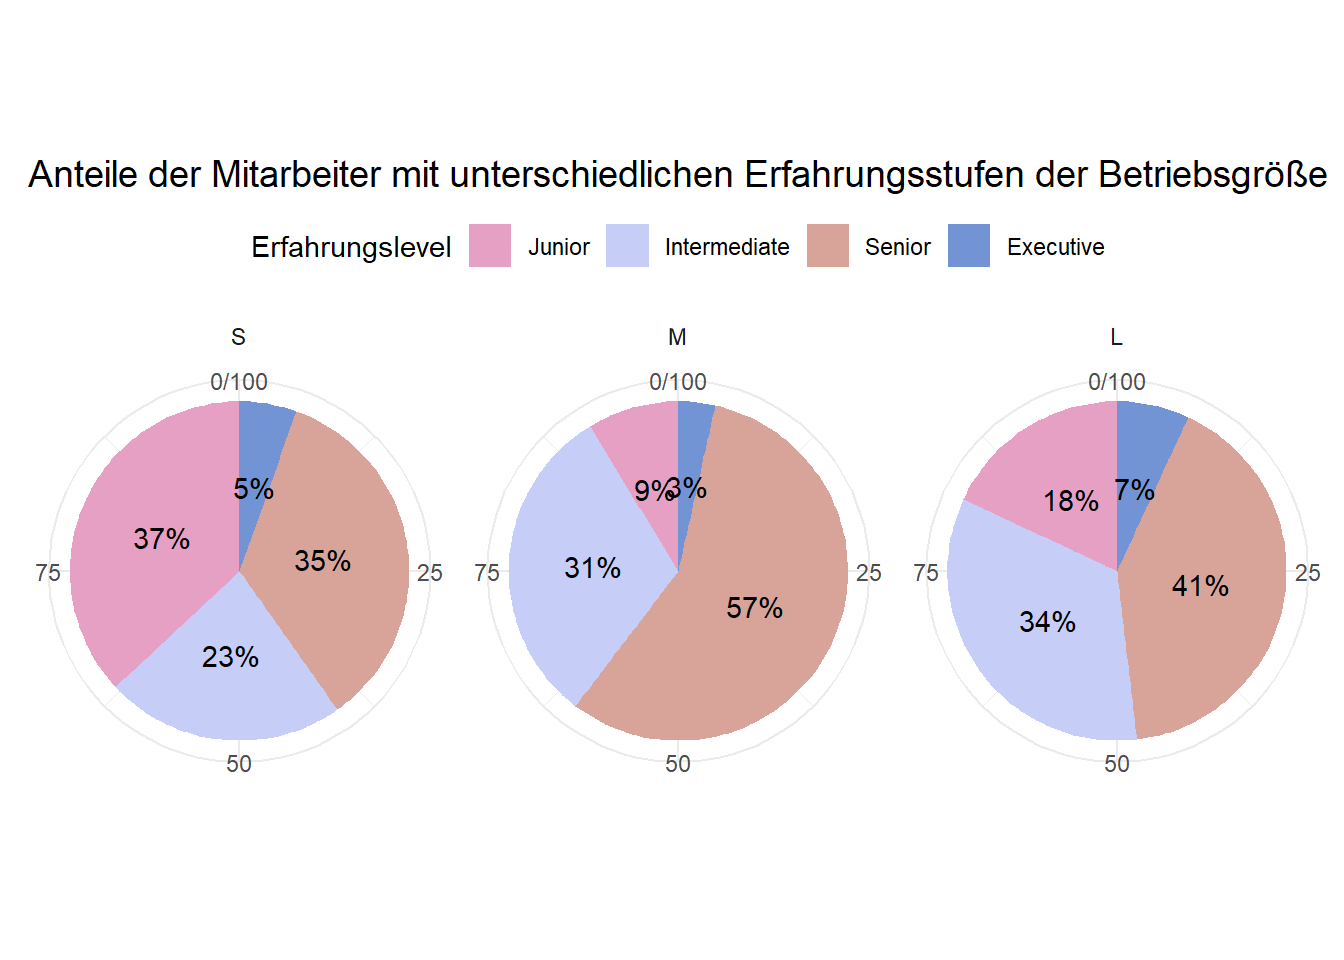 Anteile der Mitarbeiter mit unterschiedlichen Erfahrungsstufen der Betriebsgröße
Erfahrungslevel Junior Intermediate Senior Executive
S M L
0/100 0/100 0/100
5% 9% 3% 18% 7%
37% 35% 31% 57% 34% 41%
75 25 75 25 75 25
23%
50 50 50